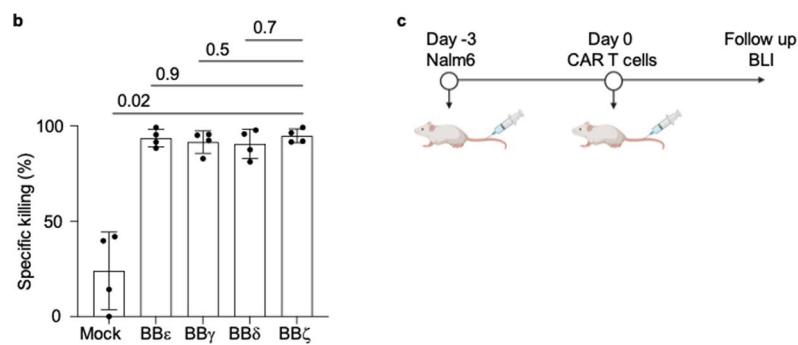 b
0.7
0.5
0.9
0.02
100
50
0
Specific killing (%)
Mock BBε BBγ BBδ BBζ
c
Day -3
Nalm6
Day 0
CAR T cells
Follow up
BLI